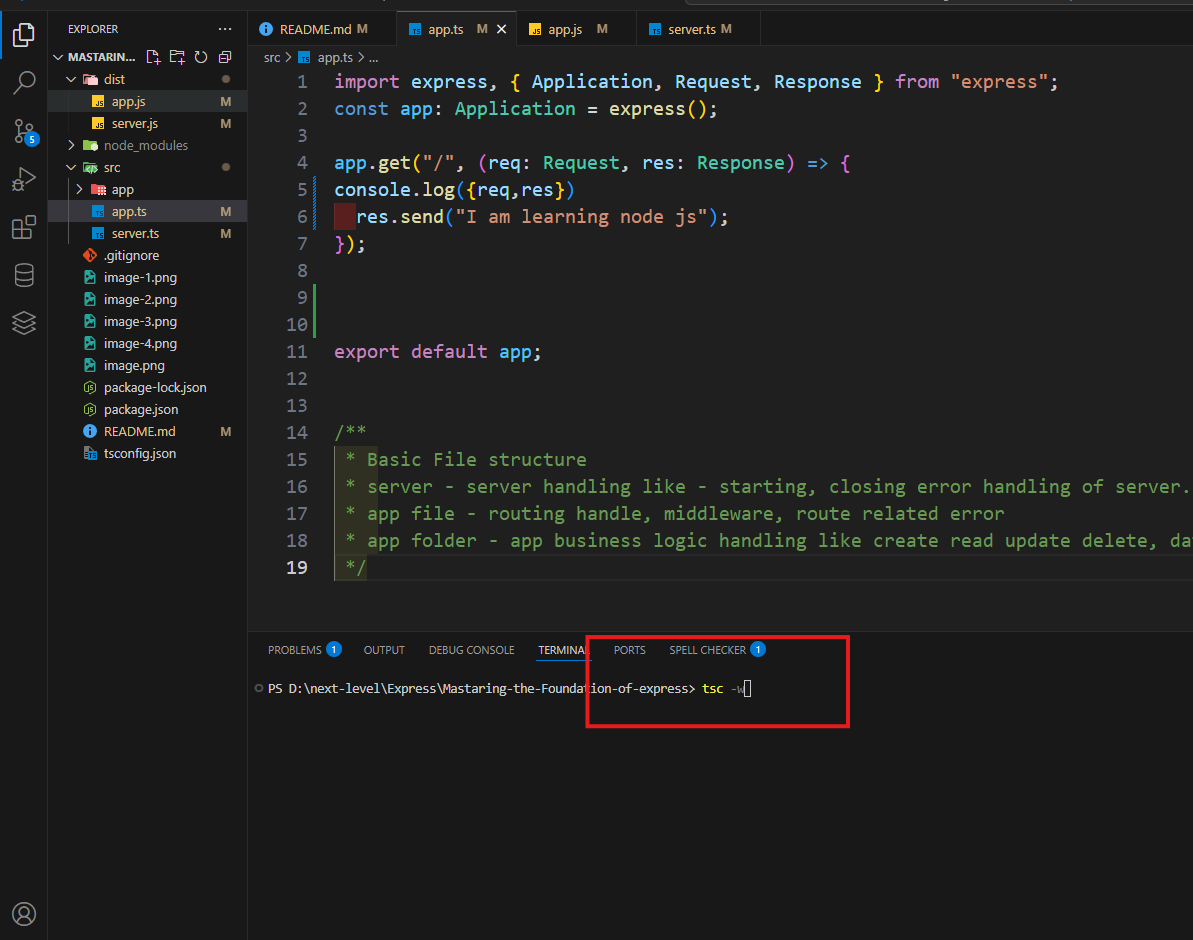 EXPLORER
MASTARIN...
dist
app.js M
server.js M
node_modules
src
app
app.ts M
server.ts M
.gitignore
image-1.png
image-2.png
image-3.png
image-4.png
image.png
package-lock.json
package.json
README.md M
tsconfig.json
5
README.md M
app.ts M
app.js M
server.ts M
src > app.ts > ...
1 import express, { Application, Request, Response } from "express";
2 const app: Application = express();
3
4 app.get("/", (req: Request, res: Response) => {
5 console.log({req,res})
6 res.send("I am learning node js");
7 });
8
9
10
11 export default app;
12
13
14 /**
15 * Basic File structure
16 * server - server handling like - starting, closing error handling of server.
17 * app file - routing handle, middleware, route related error
18 * app folder - app business logic handling like create read update delete, da
19 */
PROBLEMS 1 OUTPUT DEBUG CONSOLE TERMINAL PORTS SPELL CHECKER 1
PS D:\next-level\Express\Mastaring-the-Foundation-of-express> tsc -w